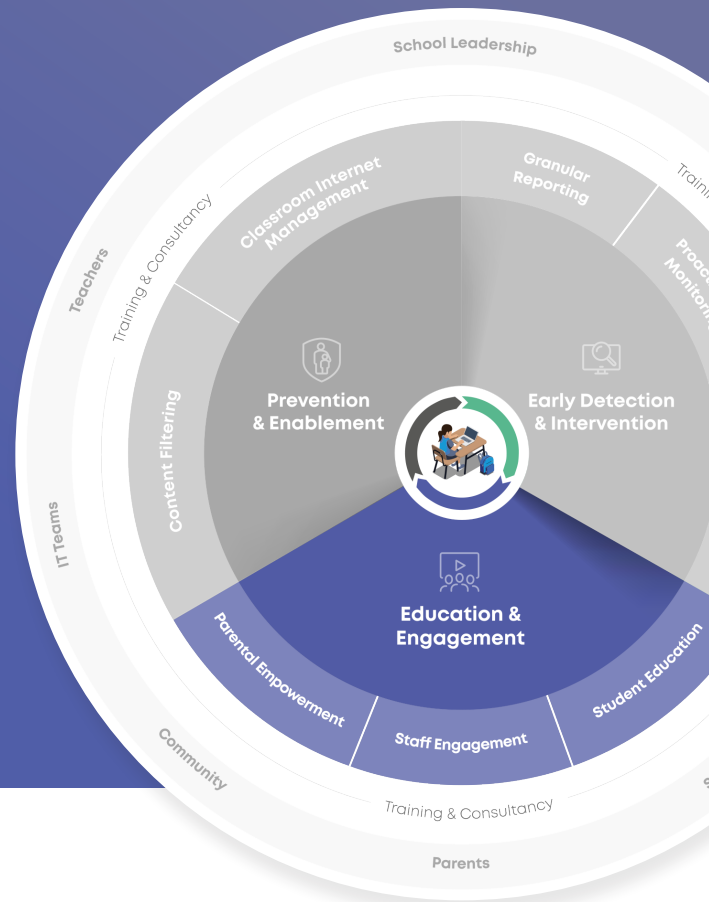 School Leadership
Teachers
IT Teams
Community
Parents
Training & Consultancy
Training & Consultancy
Classroom Internet
Management
Content Filtering
Granular
Reporting
Prevention
& Enablement
Early Detection
& Intervention
Education &
Engagement
Parental Empowerment
Staff Engagement
Student Education